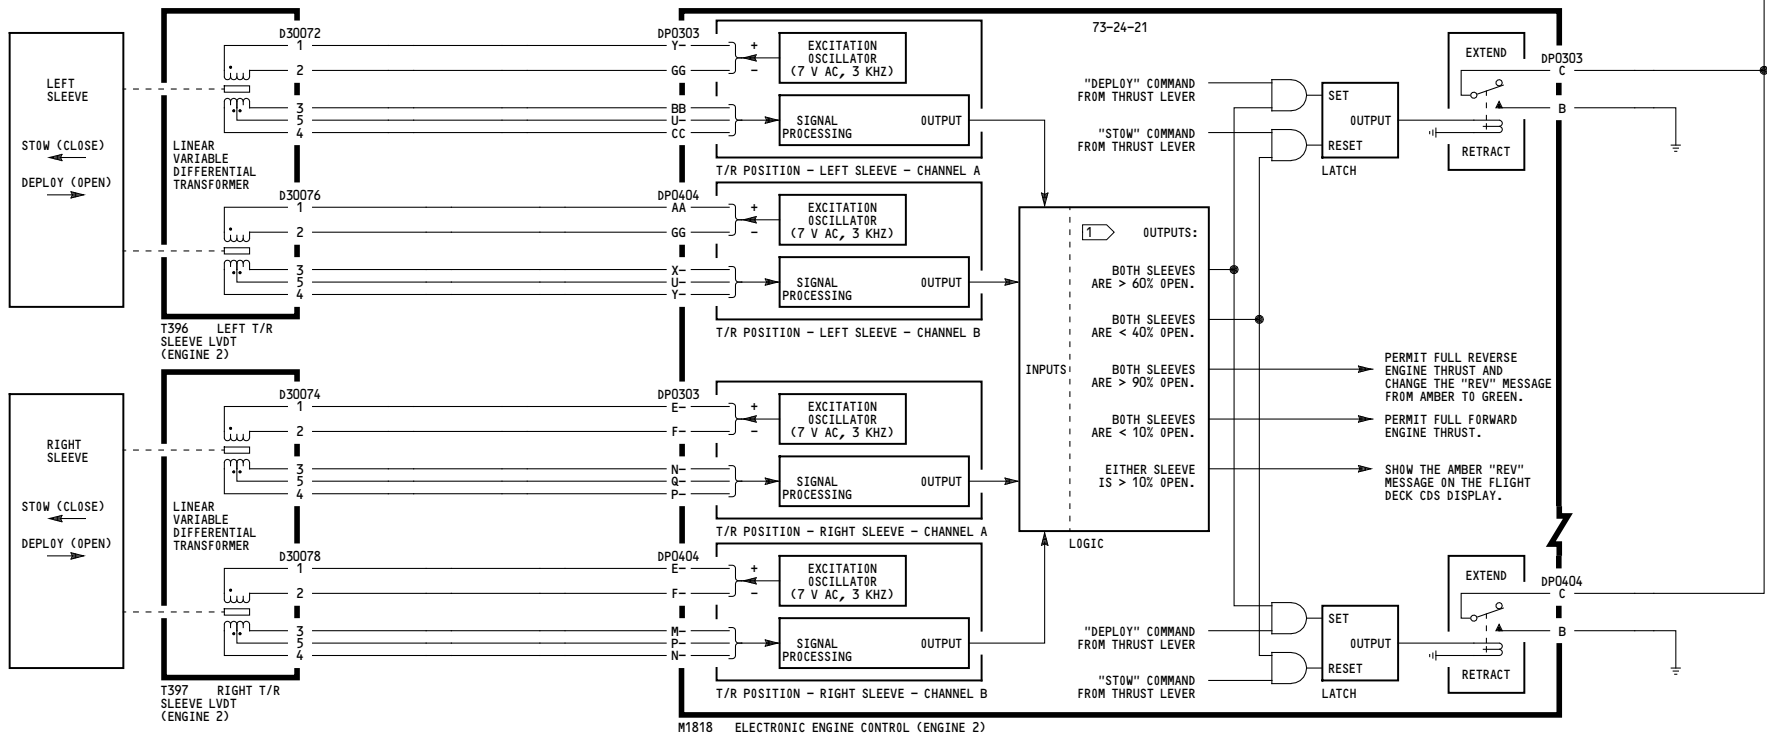 LEFT
SLEEVE
STOW (CLOSE)
DEPLOY (OPEN)
LINEAR
VARIABLE
DIFFERENTIAL
TRANSFORMER
D30072
1
2
3
5
4
D30076
1
2
3
5
4
T396 LEFT T/R
SLEEVE LVDT
(ENGINE 2)
DP0303
Y-
GG
BB
U-
CC
DP0404
AA
GG
X-
U-
Y-
+
-
EXCITATION
OSCILLATOR
(7 V AC, 3 KHZ)
SIGNAL
PROCESSING
OUTPUT
T/R POSITION - LEFT SLEEVE - CHANNEL A
+
-
EXCITATION
OSCILLATOR
(7 V AC, 3 KHZ)
SIGNAL
PROCESSING
OUTPUT
T/R POSITION - LEFT SLEEVE - CHANNEL B
RIGHT
SLEEVE
STOW (CLOSE)
DEPLOY (OPEN)
LINEAR
VARIABLE
DIFFERENTIAL
TRANSFORMER
D30074
1
2
3
5
4
D30078
1
2
3
5
4
T397 RIGHT T/R
SLEEVE LVDT
(ENGINE 2)
DP0303
E-
F-
N-
Q-
P-
DP0404
E-
F-
M-
P-
N-
+
-
EXCITATION
OSCILLATOR
(7 V AC, 3 KHZ)
SIGNAL
PROCESSING
OUTPUT
T/R POSITION - RIGHT SLEEVE - CHANNEL A
+
-
EXCITATION
OSCILLATOR
(7 V AC, 3 KHZ)
SIGNAL
PROCESSING
OUTPUT
T/R POSITION - RIGHT SLEEVE - CHANNEL B
M1818 ELECTRONIC ENGINE CONTROL (ENGINE 2)
73-24-21
INPUTS
1
OUTPUTS:
BOTH SLEEVES
ARE > 60% OPEN.
BOTH SLEEVES
ARE < 40% OPEN.
BOTH SLEEVES
ARE > 90% OPEN.
BOTH SLEEVES
ARE < 10% OPEN.
EITHER SLEEVE
IS > 10% OPEN.
LOGIC
PERMIT FULL REVERSE
ENGINE THRUST AND
CHANGE THE "REV" MESSAGE
FROM AMBER TO GREEN.
PERMIT FULL FORWARD
ENGINE THRUST.
SHOW THE AMBER "REV"
MESSAGE ON THE FLIGHT
DECK CDS DISPLAY.
"DEPLOY" COMMAND
FROM THRUST LEVER
"STOW" COMMAND
FROM THRUST LEVER
SET
OUTPUT
RESET
LATCH
EXTEND
RETRACT
DP0303
C
B
"DEPLOY" COMMAND
FROM THRUST LEVER
"STOW" COMMAND
FROM THRUST LEVER
SET
OUTPUT
RESET
LATCH
EXTEND
RETRACT
DP0404
C
B